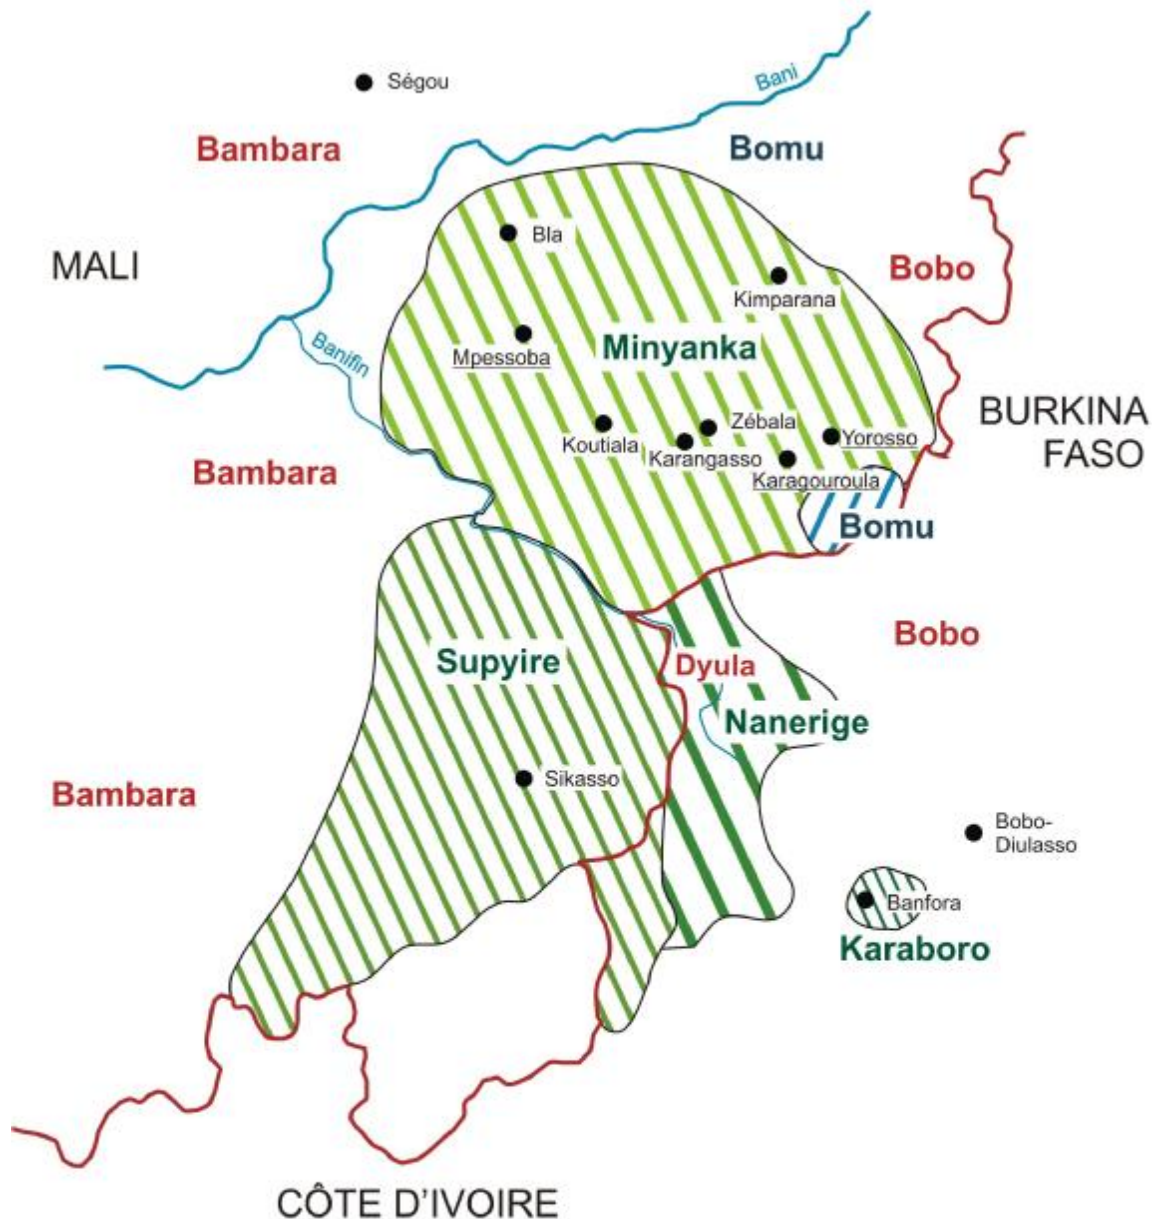 Ségou
Bani
Bambara
Bomu
Bla
MALI
Bobo
Kimparana
Banifin
Mpessoba
Minyanka
BURKINA
FASO
Zébala
Koutiala
Yorosso
Karangasso
Bambara
Karagouroula
Bomu
Bobo
Supyire
Dyula
Nanerige
Sikasso
Bambara
Bobo-
Diulasso
Banfora
Karaboro
CÔTE D'IVOIRE